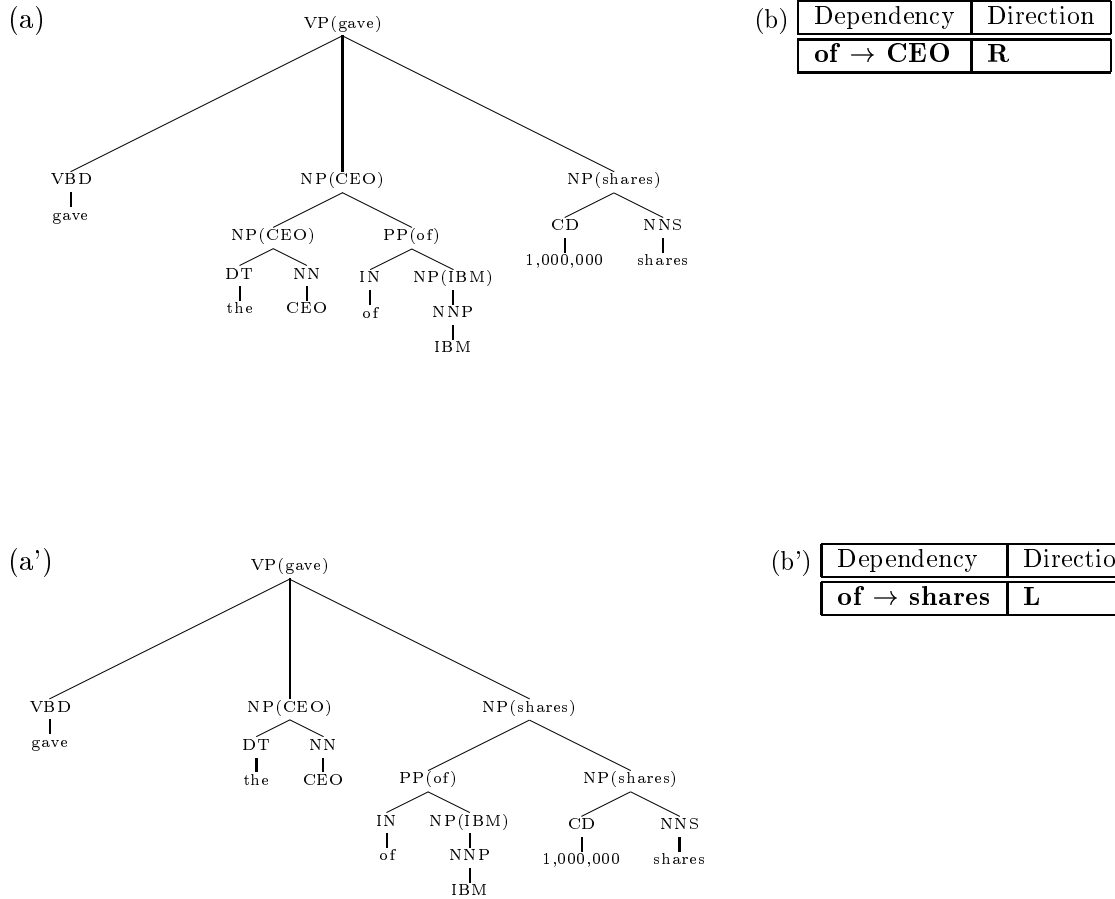 (a)
VP(gave)
(b)
Dependency Direction
of → CEO R
VBD NP(CEO) NP(shares)
gave
NP(CEO) PP(of) CD NNS
1,000,000 shares
DT NN IN NP(IBM)
the CEO of NNP
IBM
(a')
VP(gave)
(b')
Dependency Directio
of → shares L
VBD NP(CEO) NP(shares)
gave
DT NN
the CEO
PP(of) NP(shares)
IN NP(IBM) CD NNS
of NNP 1,000,000 shares
IBM